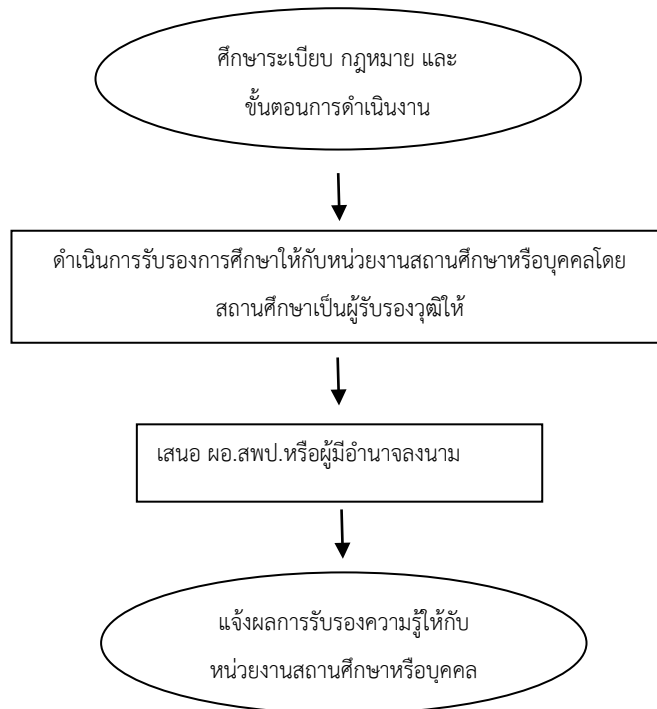 ศึกษาระเบียบ กฎหมาย และ
ขั้นตอนการดำเนินงาน
ดำเนินการรับรองการศึกษาให้กับหน่วยงานสถานศึกษาหรือบุคคลโดย
สถานศึกษาเป็นผู้รับรองวุฒิให้
เสนอ ผอ.สพป.หรือผู้มีอำนาจลงนาม
แจ้งผลการรับรองความรู้ให้กับ
หน่วยงานสถานศึกษาหรือบุคคล